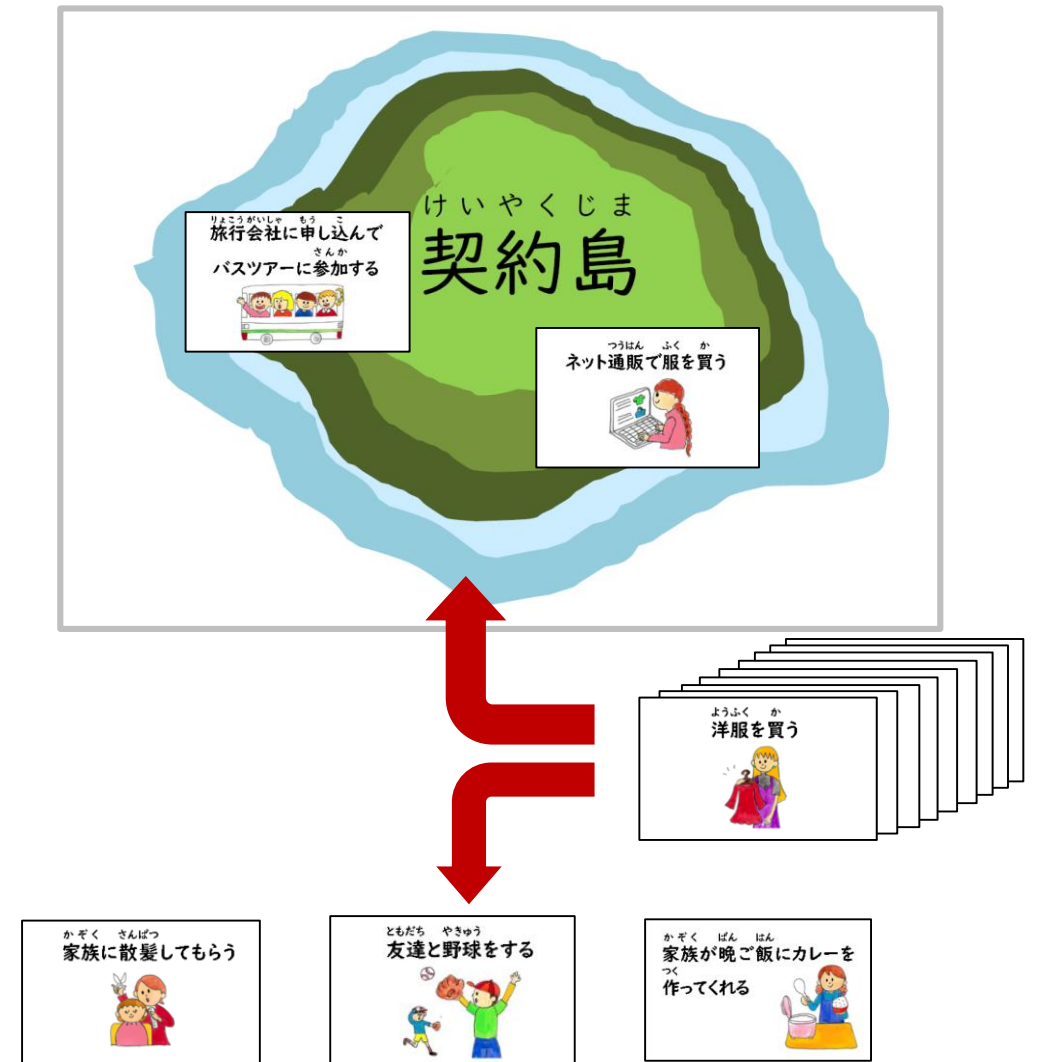 けいやくじま
契約島
りょこうがいしゃ もう こ
旅行会社に申し込んで
さんか
バスツアーに参加する
つうはん ふく か
ネット通販で服を買う
ようふく か
洋服を買う
かぞく さんぱつ
家族に散髪してもらう
ともだち やきゅう
友達と野球をする
かぞく ばん はん
家族が晩ご飯にカレーを
つく
作ってくれる